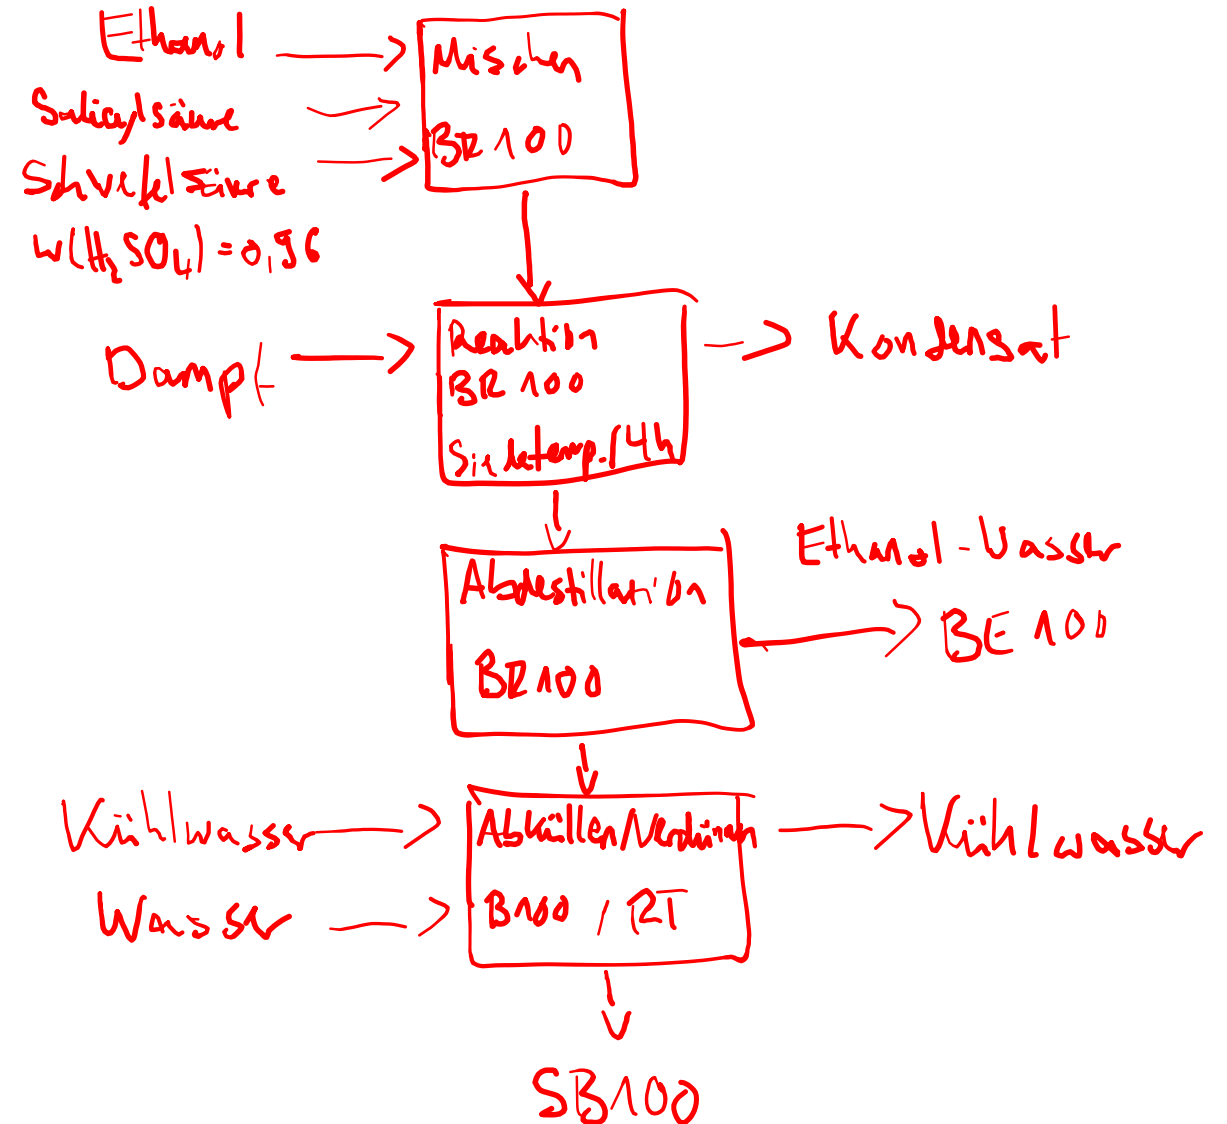 Ethanol
Mischen
Salicylsäure
BR 100
Schwefelsäure
w(H₂SO₄) = 0,96
Reaktion
Kondensat
Dampf
BR 100
Siedetemp. / 4h
Ethanol-Wasser
Abdestillation
BE 100
BR100
Kühlwasser
Abkühlen/Verdünnen
Kühlwasser
Wasser
B100 / RT
SB100